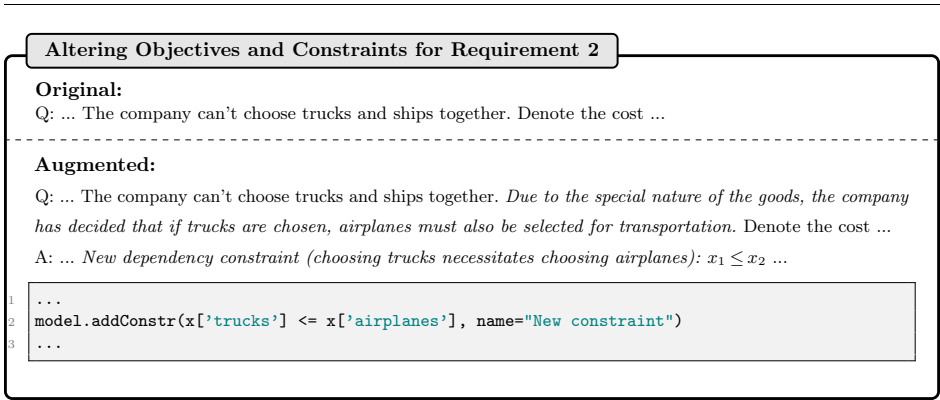 Altering Objectives and Constraints for Requirement 2
Original:
Q: ... The company can't choose trucks and ships together. Denote the cost ...
Augmented:
Q: ... The company can't choose trucks and ships together. Due to the special nature of the goods, the company
has decided that if trucks are chosen, airplanes must also be selected for transportation. Denote the cost ...
A: ... New dependency constraint (choosing trucks necessitates choosing airplanes): x₁ ≤ x₂ ...
1 ...
2 model.addConstr(x['trucks'] <= x['airplanes'], name="New constraint")
3 ...